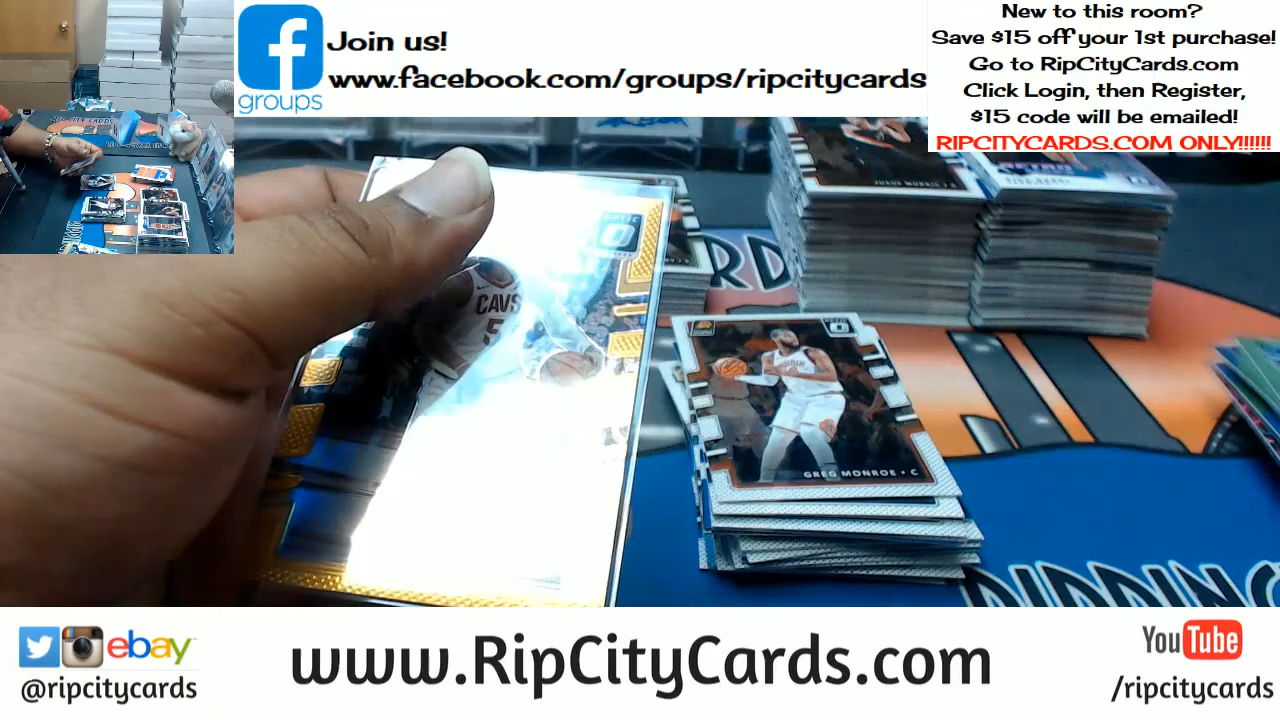 groups
Join us!
www.facebook.com/groups/ripcitycards
New to this room?
Save $15 off your 1st purchase!
Go to RipCityCards.com
Click Login, then Register,
$15 code will be emailed!
RIPCITYCARDS.COM ONLY!!!!!!
CAVS
GREG MONROE • C
RIPPING
ebay
@ripcitycards
www.RipCityCards.com
YouTube
/ripcitycards